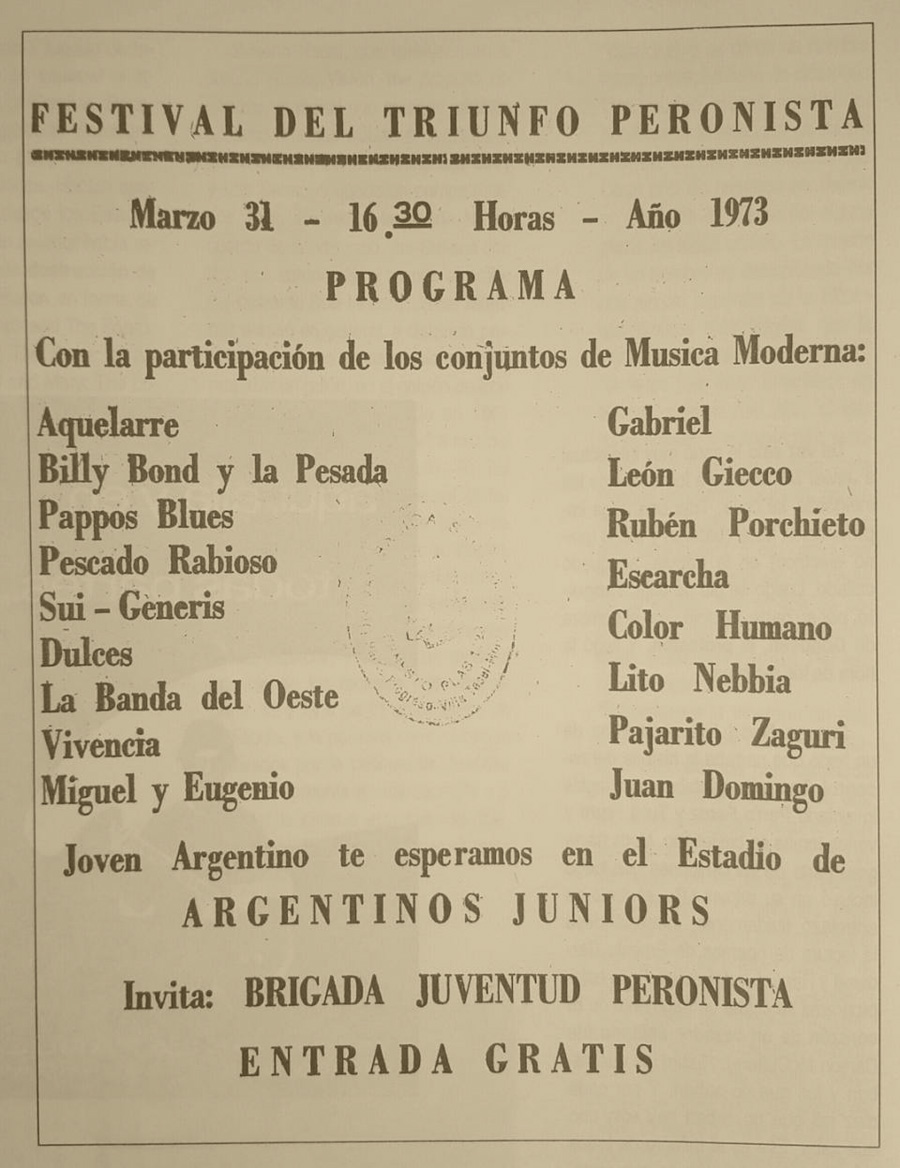 FESTIVAL DEL TRIUNFO PERONISTA
Marzo 31 - 16.30 Horas - Año 1973
PROGRAMA
Con la participación de los conjuntos de Musica Moderna:
Aquelarre
Billy Bond y la Pesada
Pappos Blues
Pescado Rabioso
Sui - Gèneris
Dulces
La Banda del Oeste
Vivencia
Miguel y Eugenio
Gabriel
León Giecco
Rubén Porchieto
Escarcha
Color Humano
Lito Nebbia
Pajarito Zaguri
Juan Domingo
Joven Argentino te esperamos en el Estadio de
ARGENTINOS JUNIORS
Invita: BRIGADA JUVENTUD PERONISTA
ENTRADA GRATIS